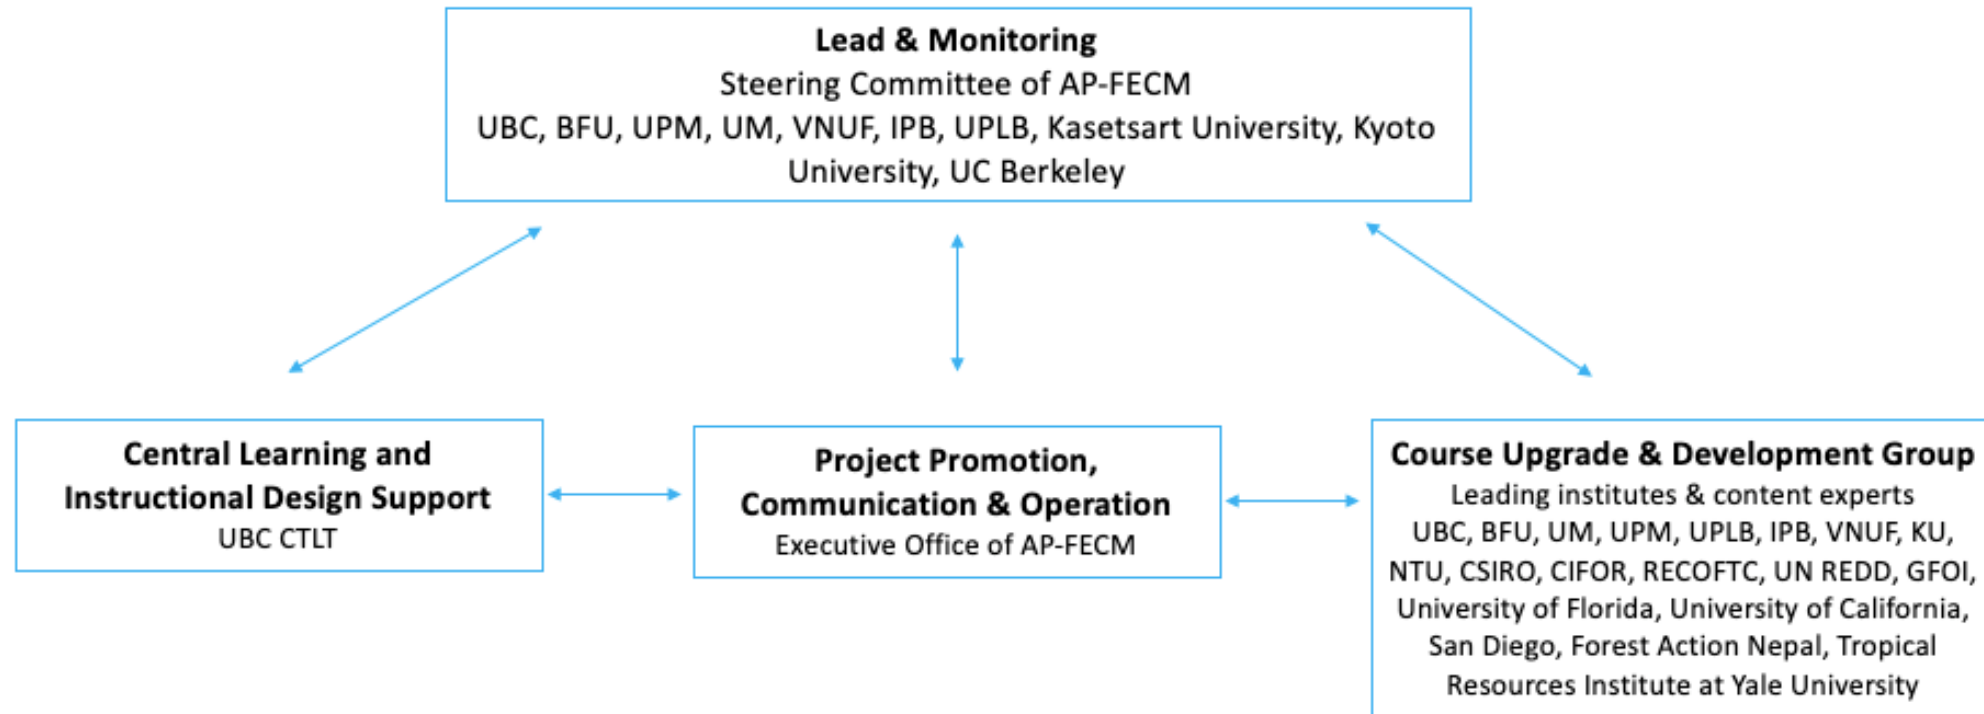 Lead & Monitoring
Steering Committee of AP-FECM
UBC, BFU, UPM, UM, VNUF, IPB, UPLB, Kasetsart University, Kyoto
University, UC Berkeley
Central Learning and
Instructional Design Support
UBC CTLT
Project Promotion,
Communication & Operation
Executive Office of AP-FECM
Course Upgrade & Development Group
Leading institutes & content experts
UBC, BFU, UM, UPM, UPLB, IPB, VNUF, KU,
NTU, CSIRO, CIFOR, RECOFTC, UN REDD, GFOI,
University of Florida, University of California,
San Diego, Forest Action Nepal, Tropical
Resources Institute at Yale University